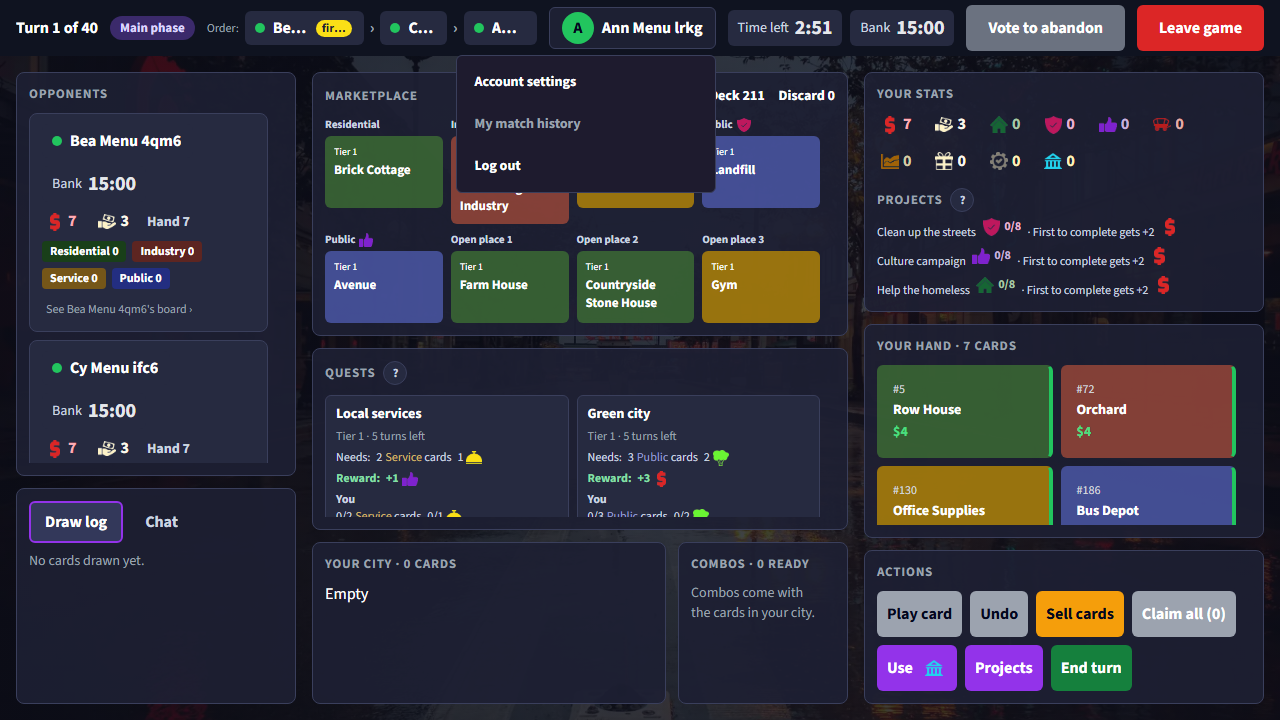 Turn 1 of 40 Main phase Order: Be... fir... › C... › A... A Ann Menu lrkg Time left 2:51 Bank 15:00 Vote to abandon Leave game
OPPONENTS
Bea Menu 4qm6
Bank 15:00
7 3 Hand 7
Residential 0 Industry 0
Service 0 Public 0
See Bea Menu 4qm6's board ›
Cy Menu ifc6
Bank 15:00
7 3 Hand 7
Draw log Chat
No cards drawn yet.
Account settings
My match history
Log out
MARKETPLACE
211 Discard 0
Residential
Tier 1
Brick Cottage
Industry
Tier 1
Public
Open place 1
Open place 2
Open place 3
Tier 1
Avenue
Tier 1
Farm House
Tier 1
Countryside
Stone House
Tier 1
Gym
QUESTS ?
Local services
Tier 1 · 5 turns left
Needs: 2 Service cards 1
Reward: +1
You
0/2 Service cards 0/1
Green city
Tier 1 · 5 turns left
Needs: 3 Public cards 2
Reward: +3
You
0/3 Public cards 0/2
YOUR CITY · 0 CARDS
Empty
COMBOS · 0 READY
Combos come with
the cards in your city.
YOUR STATS
7 3 0 0 0 0
0 0 0 0
PROJECTS ?
Clean up the streets 0/8 · First to complete gets +2
Culture campaign 0/8 · First to complete gets +2
Help the homeless 0/8 · First to complete gets +2
YOUR HAND · 7 CARDS
#5
Row House
$4
#72
Orchard
$4
#130
Office Supplies
#186
Bus Depot
ACTIONS
Play card Undo Sell cards Claim all (0)
Use Projects End turn